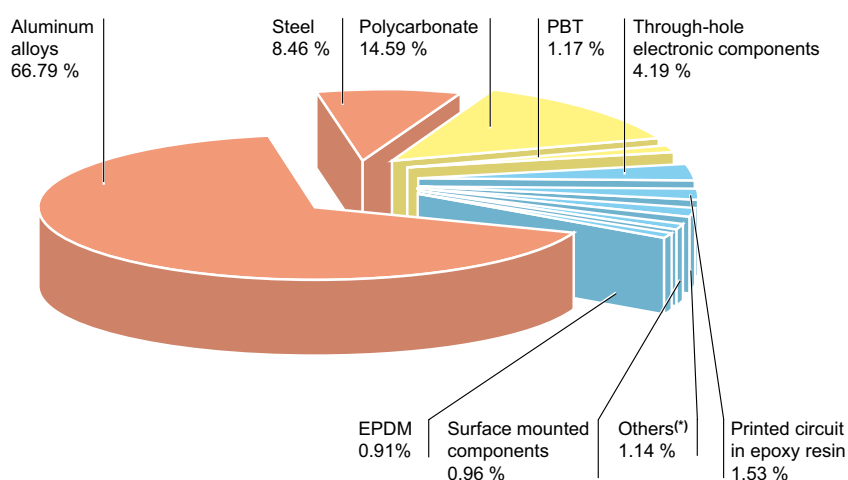 Aluminum
alloys
66.79 %
Steel
8.46 %
Polycarbonate
14.59 %
PBT
1.17 %
Through-hole
electronic components
4.19 %
EPDM
0.91%
Surface mounted
components
0.96 %
Others(*)
1.14 %
Printed circuit
in epoxy resin
1.53 %